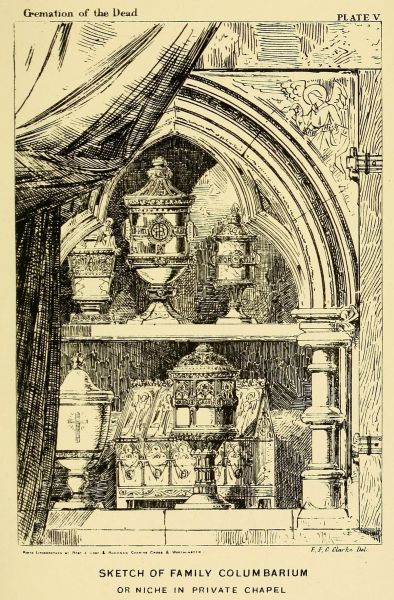 Cremation of the Dead
PLATE V.
E. F. C. Clarke Del.
SKETCH OF FAMILY COLUMBARIUM
OR NICHE IN PRIVATE CHAPEL